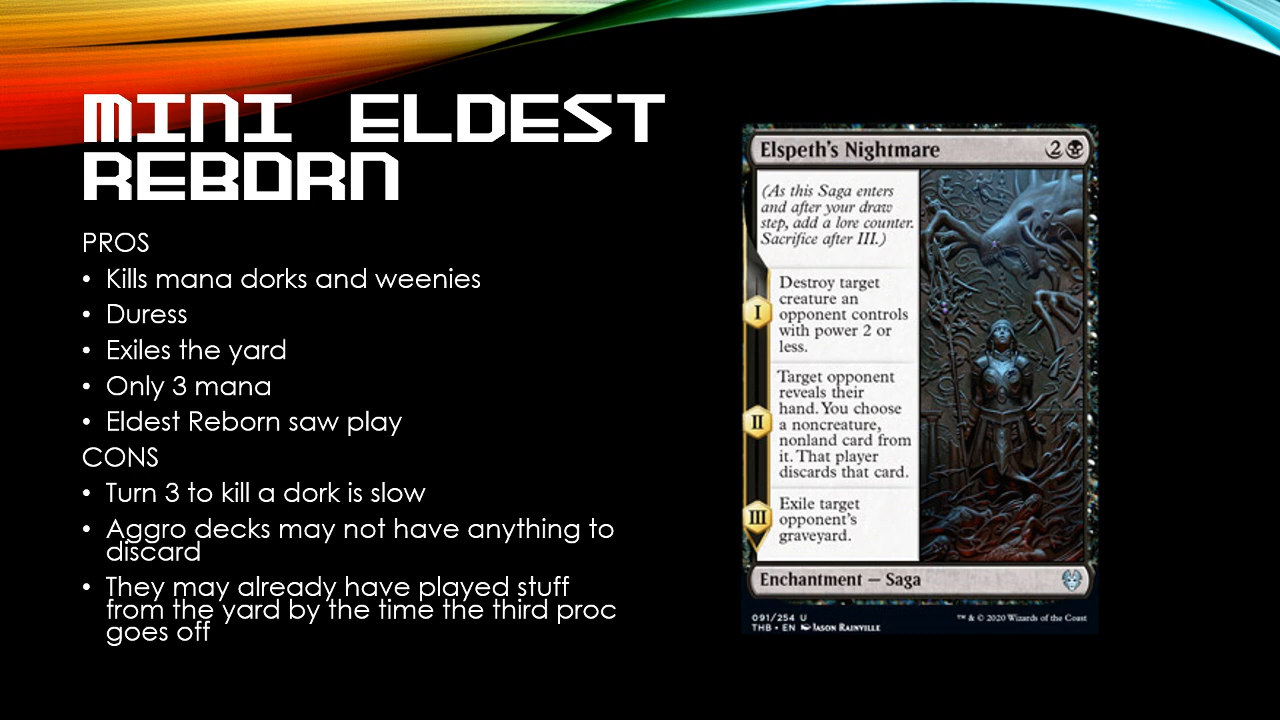 MINI ELDEST
REBORN
PROS
• Kills mana dorks and weenies
• Duress
• Exiles the yard
• Only 3 mana
• Eldest Reborn saw play
CONS
• Turn 3 to kill a dork is slow
• Aggro decks may not have anything to
discard
• They may already have played stuff
from the yard by the time the third proc
goes off
Elspeth's Nightmare 2
(As this Saga enters
and after your draw
step, add a lore counter.
Sacrifice after III.)
I
Destroy target
creature an
opponent controls
with power 2 or
less.
II
Target opponent
reveals their
hand. You choose
a noncreature,
nonland card from
it. That player
discards that card.
III
Exile target
opponent's
graveyard.
Enchantment — Saga
091/254 U
THB • EN JASON RAINVILLE
™ & © 2020 Wizards of the Coast